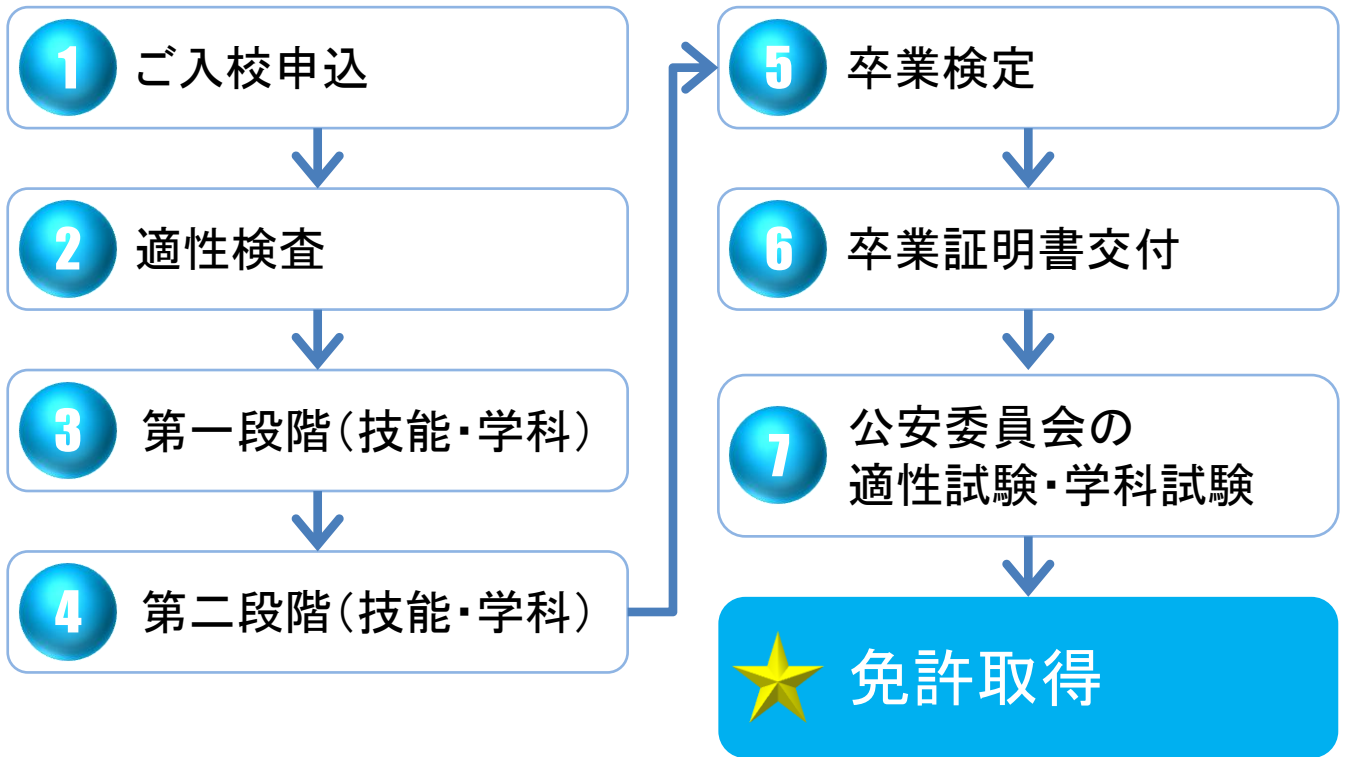 1 ご入校申込
2 適性検査
3 第一段階（技能・学科）
4 第二段階（技能・学科）
5 卒業検定
6 卒業証明書交付
7 公安委員会の
適性試験・学科試験
免許取得